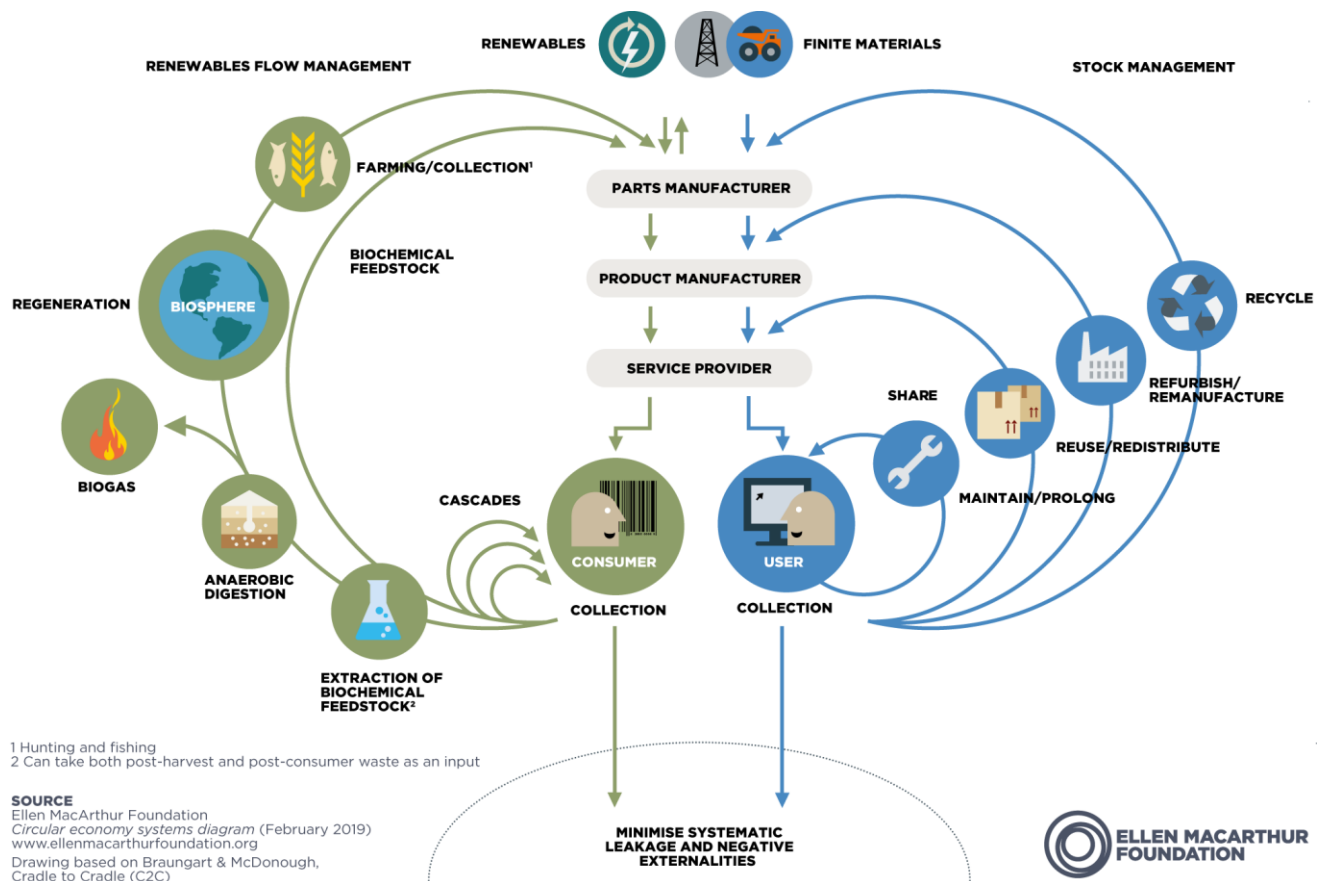 RENEWABLES
FINITE MATERIALS
RENEWABLES FLOW MANAGEMENT
STOCK MANAGEMENT
FARMING/COLLECTION¹
PARTS MANUFACTURER
BIOCHEMICAL
FEEDSTOCK
PRODUCT MANUFACTURER
REGENERATION
BIOSPHERE
RECYCLE
SERVICE PROVIDER
SHARE
REFURBISH/
REMANUFACTURE
REUSE/REDISTRIBUTE
BIOGAS
CASCADES
MAINTAIN/PROLONG
CONSUMER
USER
ANAEROBIC
DIGESTION
COLLECTION
COLLECTION
EXTRACTION OF
BIOCHEMICAL
FEEDSTOCK²
1 Hunting and fishing
2 Can take both post-harvest and post-consumer waste as an input
SOURCE
Ellen MacArthur Foundation
Circular economy systems diagram (February 2019)
www.ellenmacarthurfoundation.org
Drawing based on Braungart & McDonough,
Cradle to Cradle (C2C)
MINIMISE SYSTEMATIC
LEAKAGE AND NEGATIVE
EXTERNALITIES
ELLEN MACARTHUR
FOUNDATION